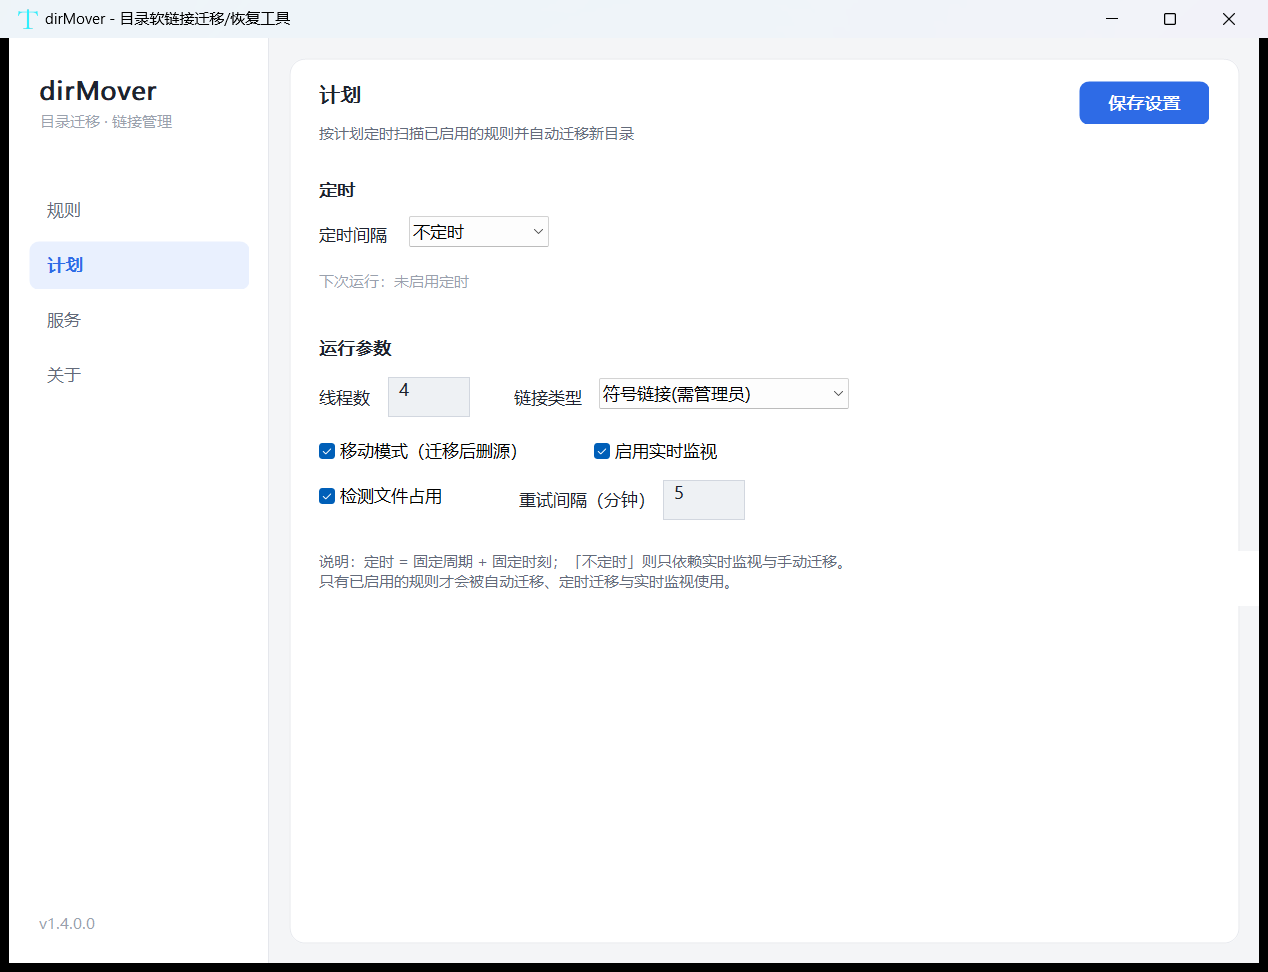 dirMover - 目录软链接迁移/恢复工具
dirMover
目录迁移 · 链接管理
规则
计划
服务
关于
v1.4.0.0
计划
保存设置
按计划定时扫描已启用的规则并自动迁移新目录
定时
定时间隔 不定时
下次运行：未启用定时
运行参数
线程数 4 链接类型 符号链接(需管理员)
移动模式（迁移后删源） 启用实时监视
检测文件占用 重试间隔（分钟） 5
说明：定时 = 固定周期 + 固定时刻；「不定时」则只依赖实时监视与手动迁移。
只有已启用的规则才会被自动迁移、定时迁移与实时监视使用。